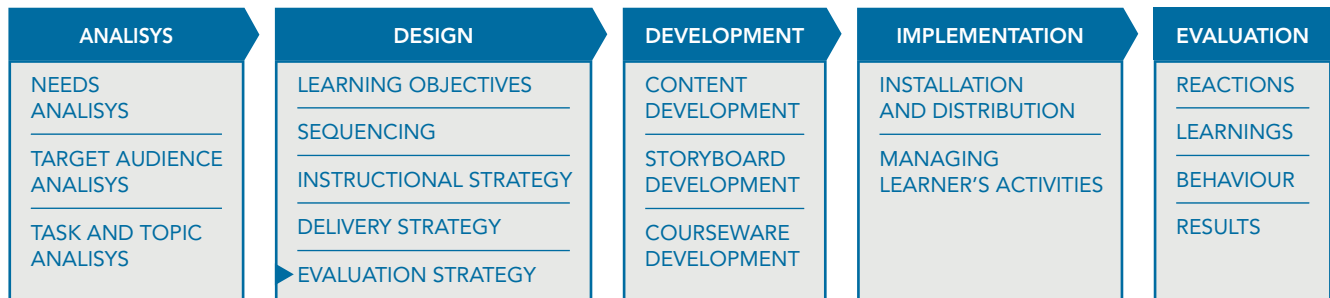 ANALISYS
NEEDS
ANALISYS
TARGET AUDIENCE
ANALISYS
TASK AND TOPIC
ANALISYS
DESIGN
LEARNING OBJECTIVES
SEQUENCING
INSTRUCTIONAL STRATEGY
DELIVERY STRATEGY
EVALUATION STRATEGY
DEVELOPMENT
CONTENT
DEVELOPMENT
STORYBOARD
DEVELOPMENT
COURSEWARE
DEVELOPMENT
IMPLEMENTATION
INSTALLATION
AND DISTRIBUTION
MANAGING
LEARNER’S ACTIVITIES
EVALUATION
REACTIONS
LEARNINGS
BEHAVIOUR
RESULTS